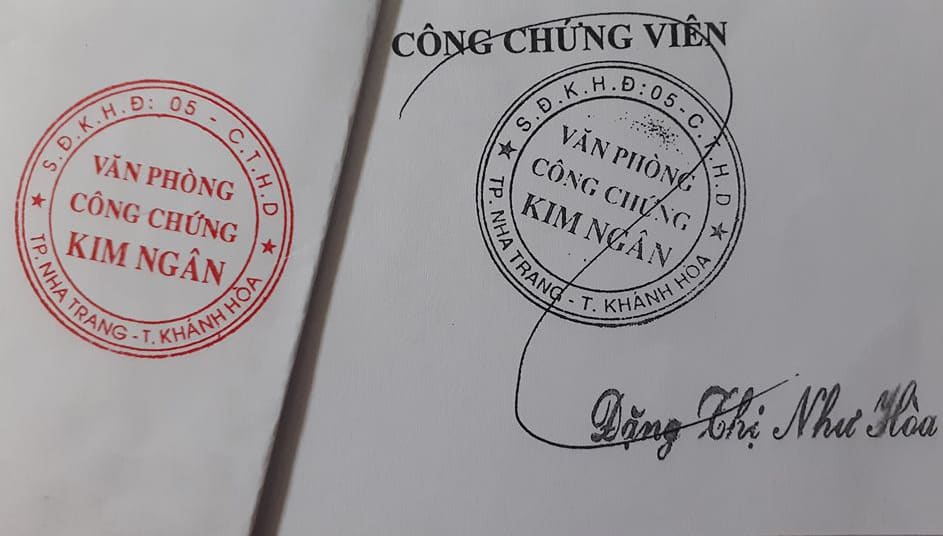 S.Đ.K.H.Đ: 05 - C.T.H.D
VĂN PHÒNG
CÔNG CHỨNG
KIM NGÂN
★ TP. NHA TRANG - T. KHÁNH HÒA ★
CÔNG CHỨNG VIÊN
S.Đ.K.H.Đ: 05 - C.T.H.D
VĂN PHÒNG
CÔNG CHỨNG
KIM NGÂN
★ TP. NHA TRANG - T. KHÁNH HÒA ★
Đặng Thị Như Hòa